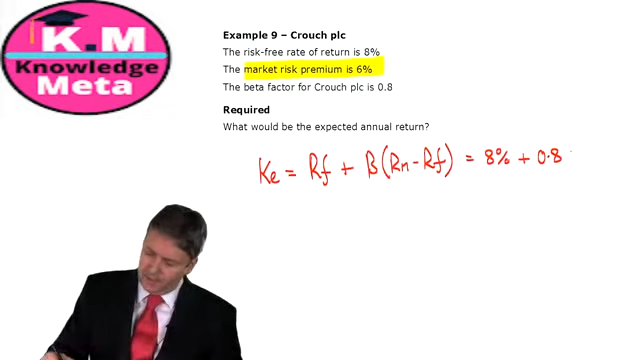 K.M
Knowledge
Meta
Example 9 – Crouch plc
The risk-free rate of return is 8%
The market risk premium is 6%
The beta factor for Crouch plc is 0.8
Required
What would be the expected annual return?
Ke = Rf + B(Rm - Rf) = 8% + 0.8